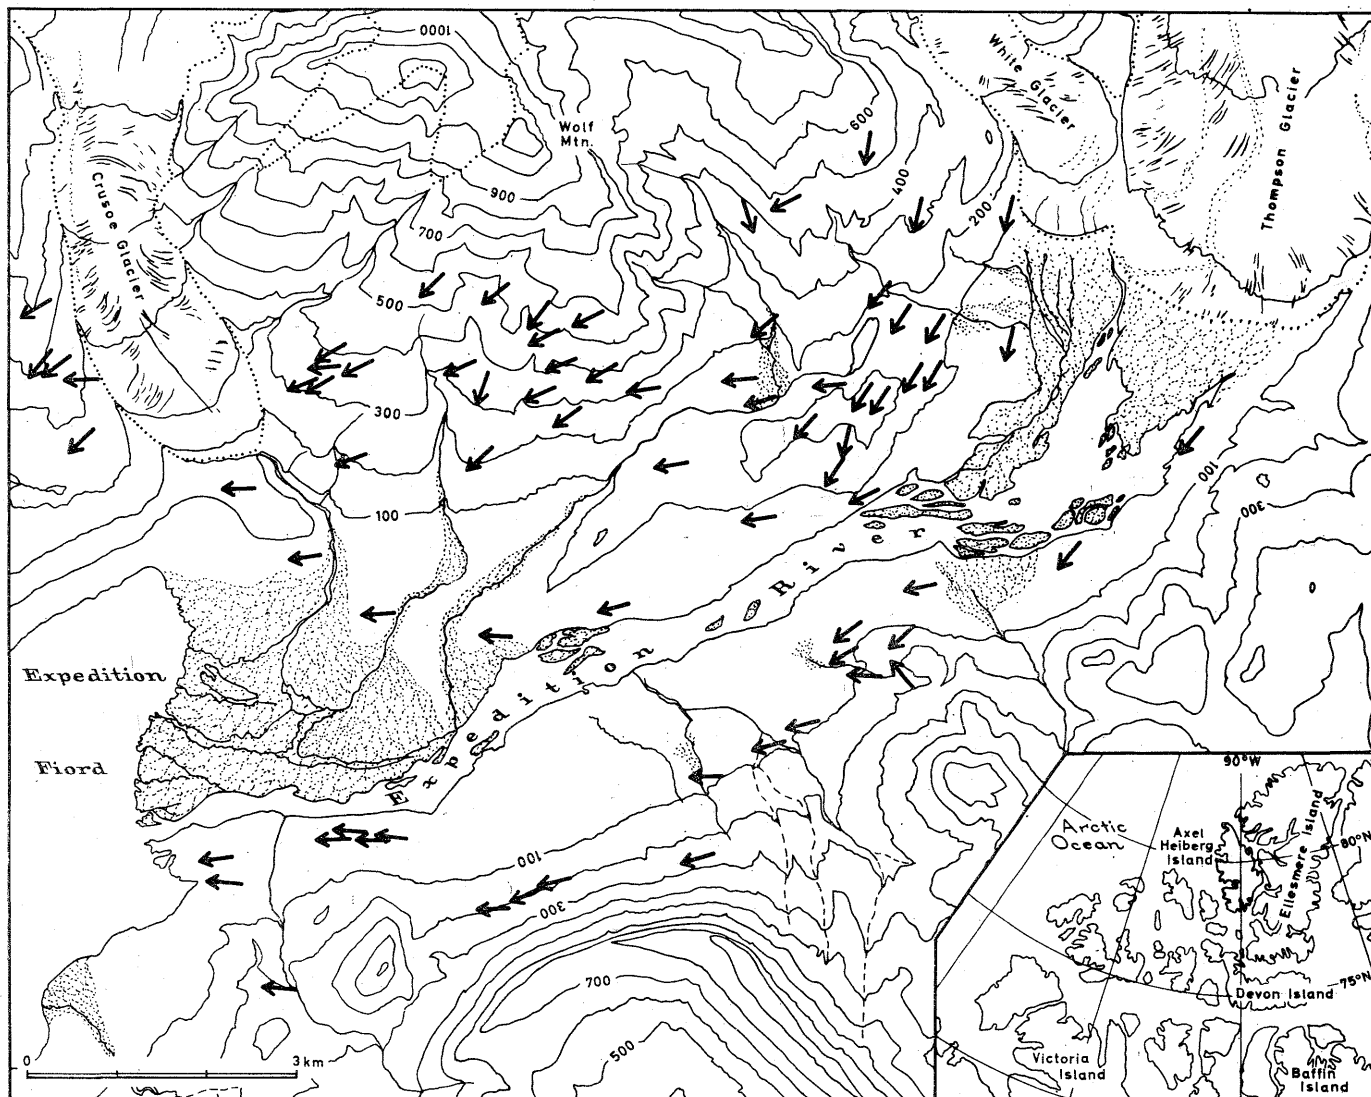 1000
White Glacier
Thompson Glacier
Wolf
Mtn.
600
Crusoe Glacier
900
400
200
700
500
300
100
100
300
Expedition River
Expedition
Fiord
100
300
700
500
0
3 km
90°W
Arctic
Ocean
Axel
Heiberg
Island
Ellesmere Island
80°N
75°N
Devon Island
Victoria
Island
Baffin
Island